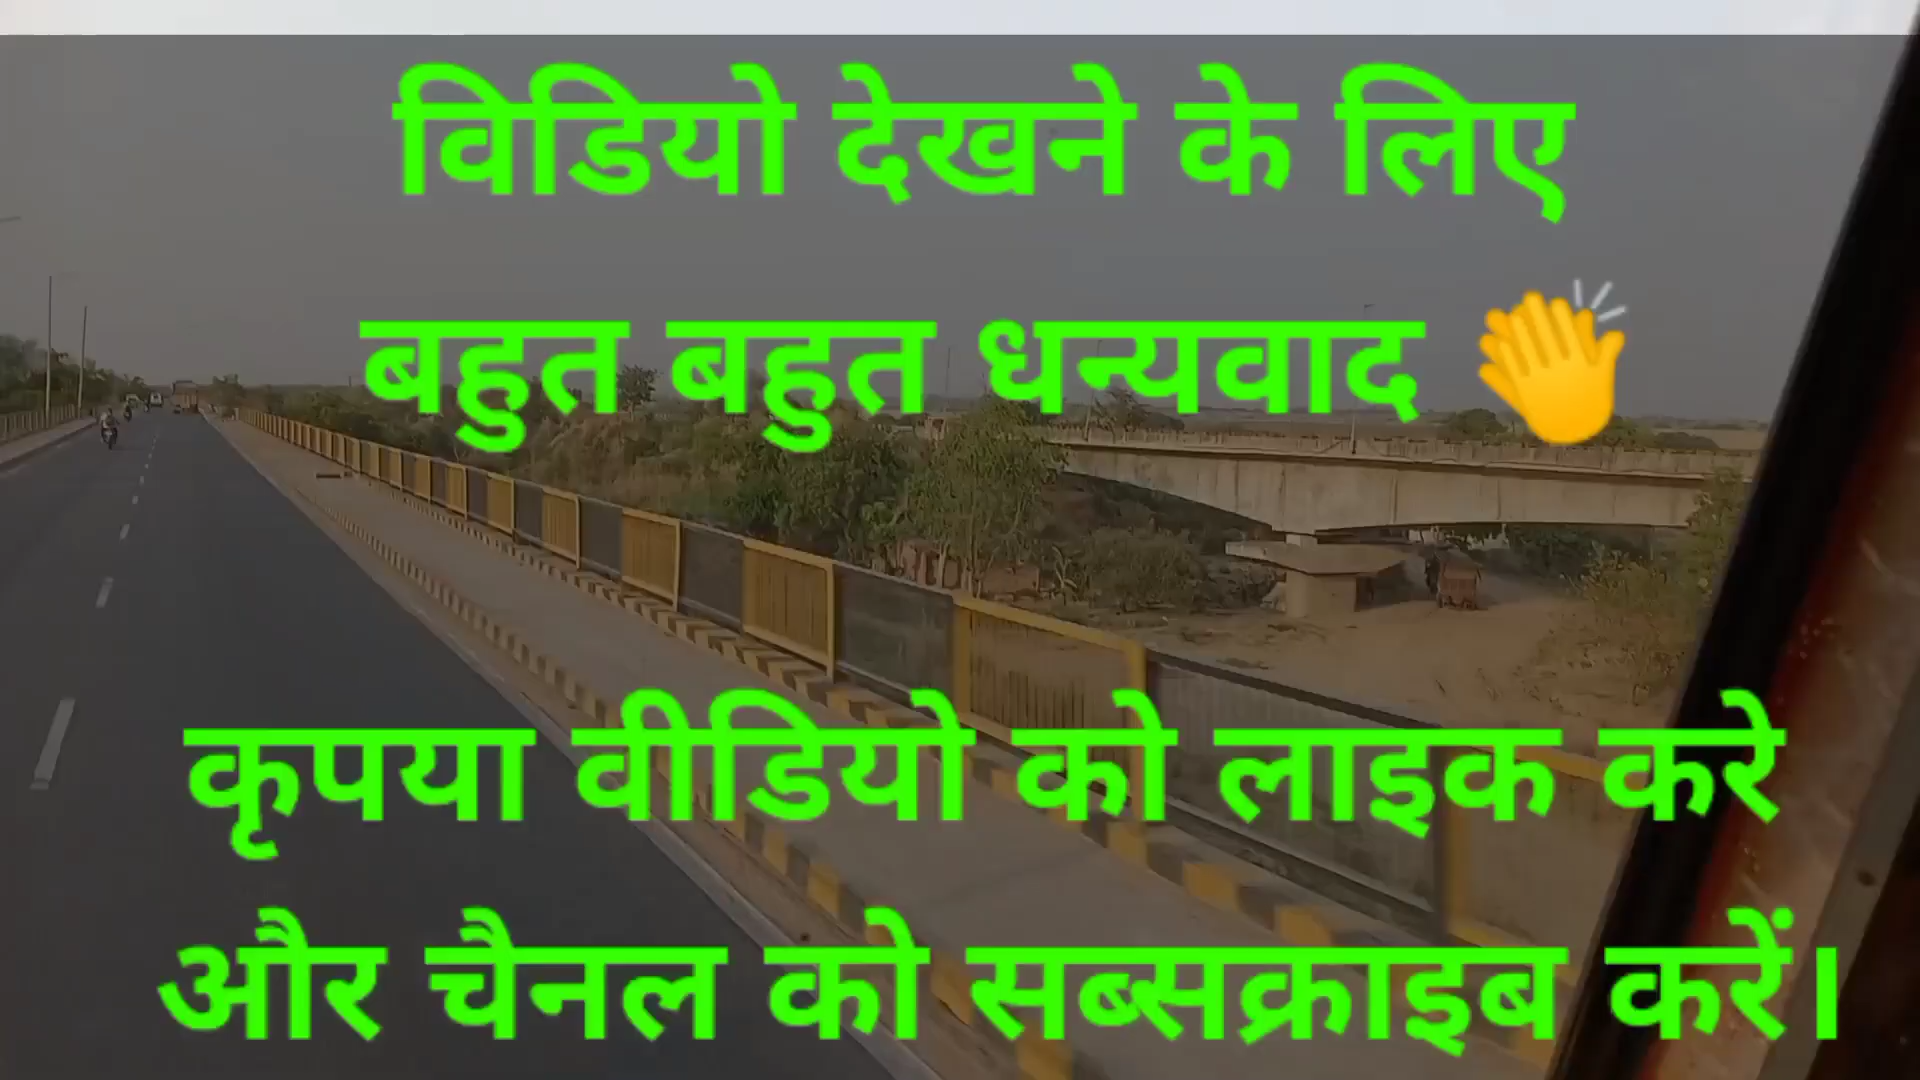 विडियो देखने के लिए
बहुत बहुत धन्यवाद 👏
कृपया वीडियो को लाइक करे
और चैनल को सब्सक्राइब करें।